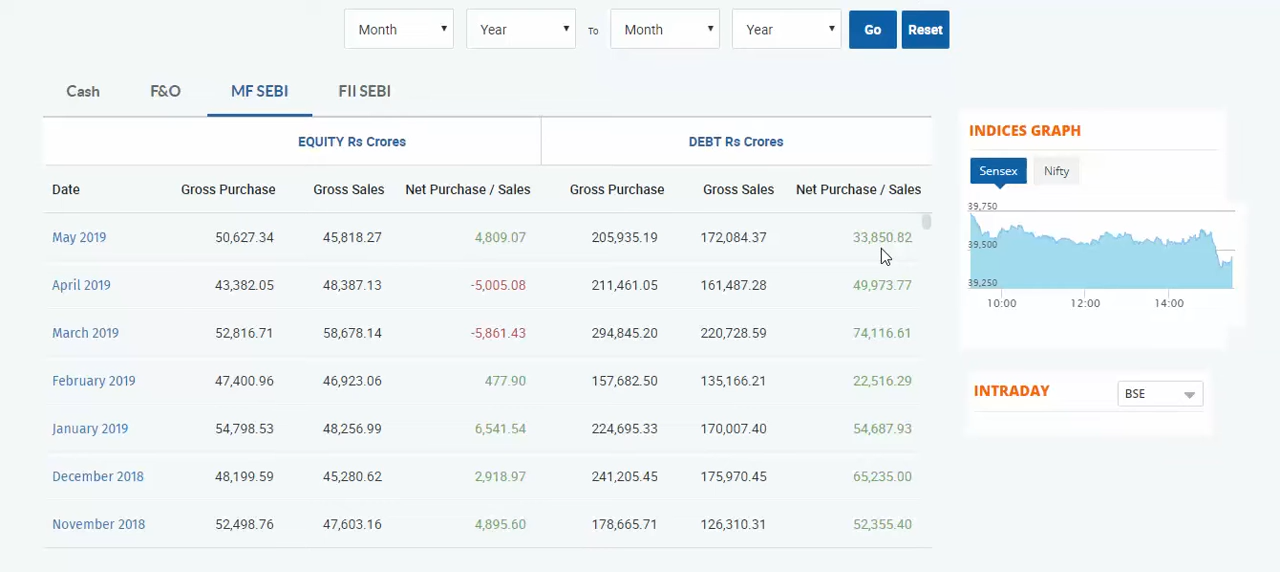 Month Year To Month Year Go Reset
Cash F&O MF SEBI FII SEBI
EQUITY Rs Crores DEBT Rs Crores
Date Gross Purchase Gross Sales Net Purchase / Sales Gross Purchase Gross Sales Net Purchase / Sales
May 2019 50,627.34 45,818.27 4,809.07 205,935.19 172,084.37 33,850.82
April 2019 43,382.05 48,387.13 -5,005.08 211,461.05 161,487.28 49,973.77
March 2019 52,816.71 58,678.14 -5,861.43 294,845.20 220,728.59 74,116.61
February 2019 47,400.96 46,923.06 477.90 157,682.50 135,166.21 22,516.29
January 2019 54,798.53 48,256.99 6,541.54 224,695.33 170,007.40 54,687.93
December 2018 48,199.59 45,280.62 2,918.97 241,205.45 175,970.45 65,235.00
November 2018 52,498.76 47,603.16 4,895.60 178,665.71 126,310.31 52,355.40
INDICES GRAPH
Sensex Nifty
39,750
39,500
39,250
10:00 12:00 14:00
INTRADAY BSE